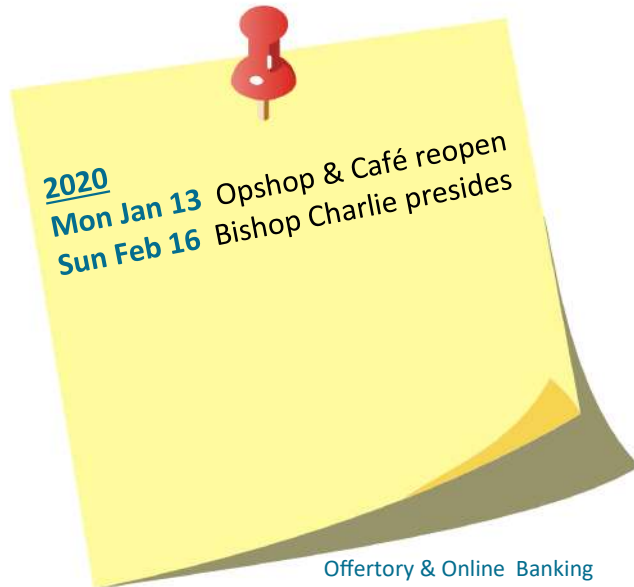 2020
Mon Jan 13 Opshop & Café reopen
Sun Feb 16 Bishop Charlie presides
Offertory & Online Banking